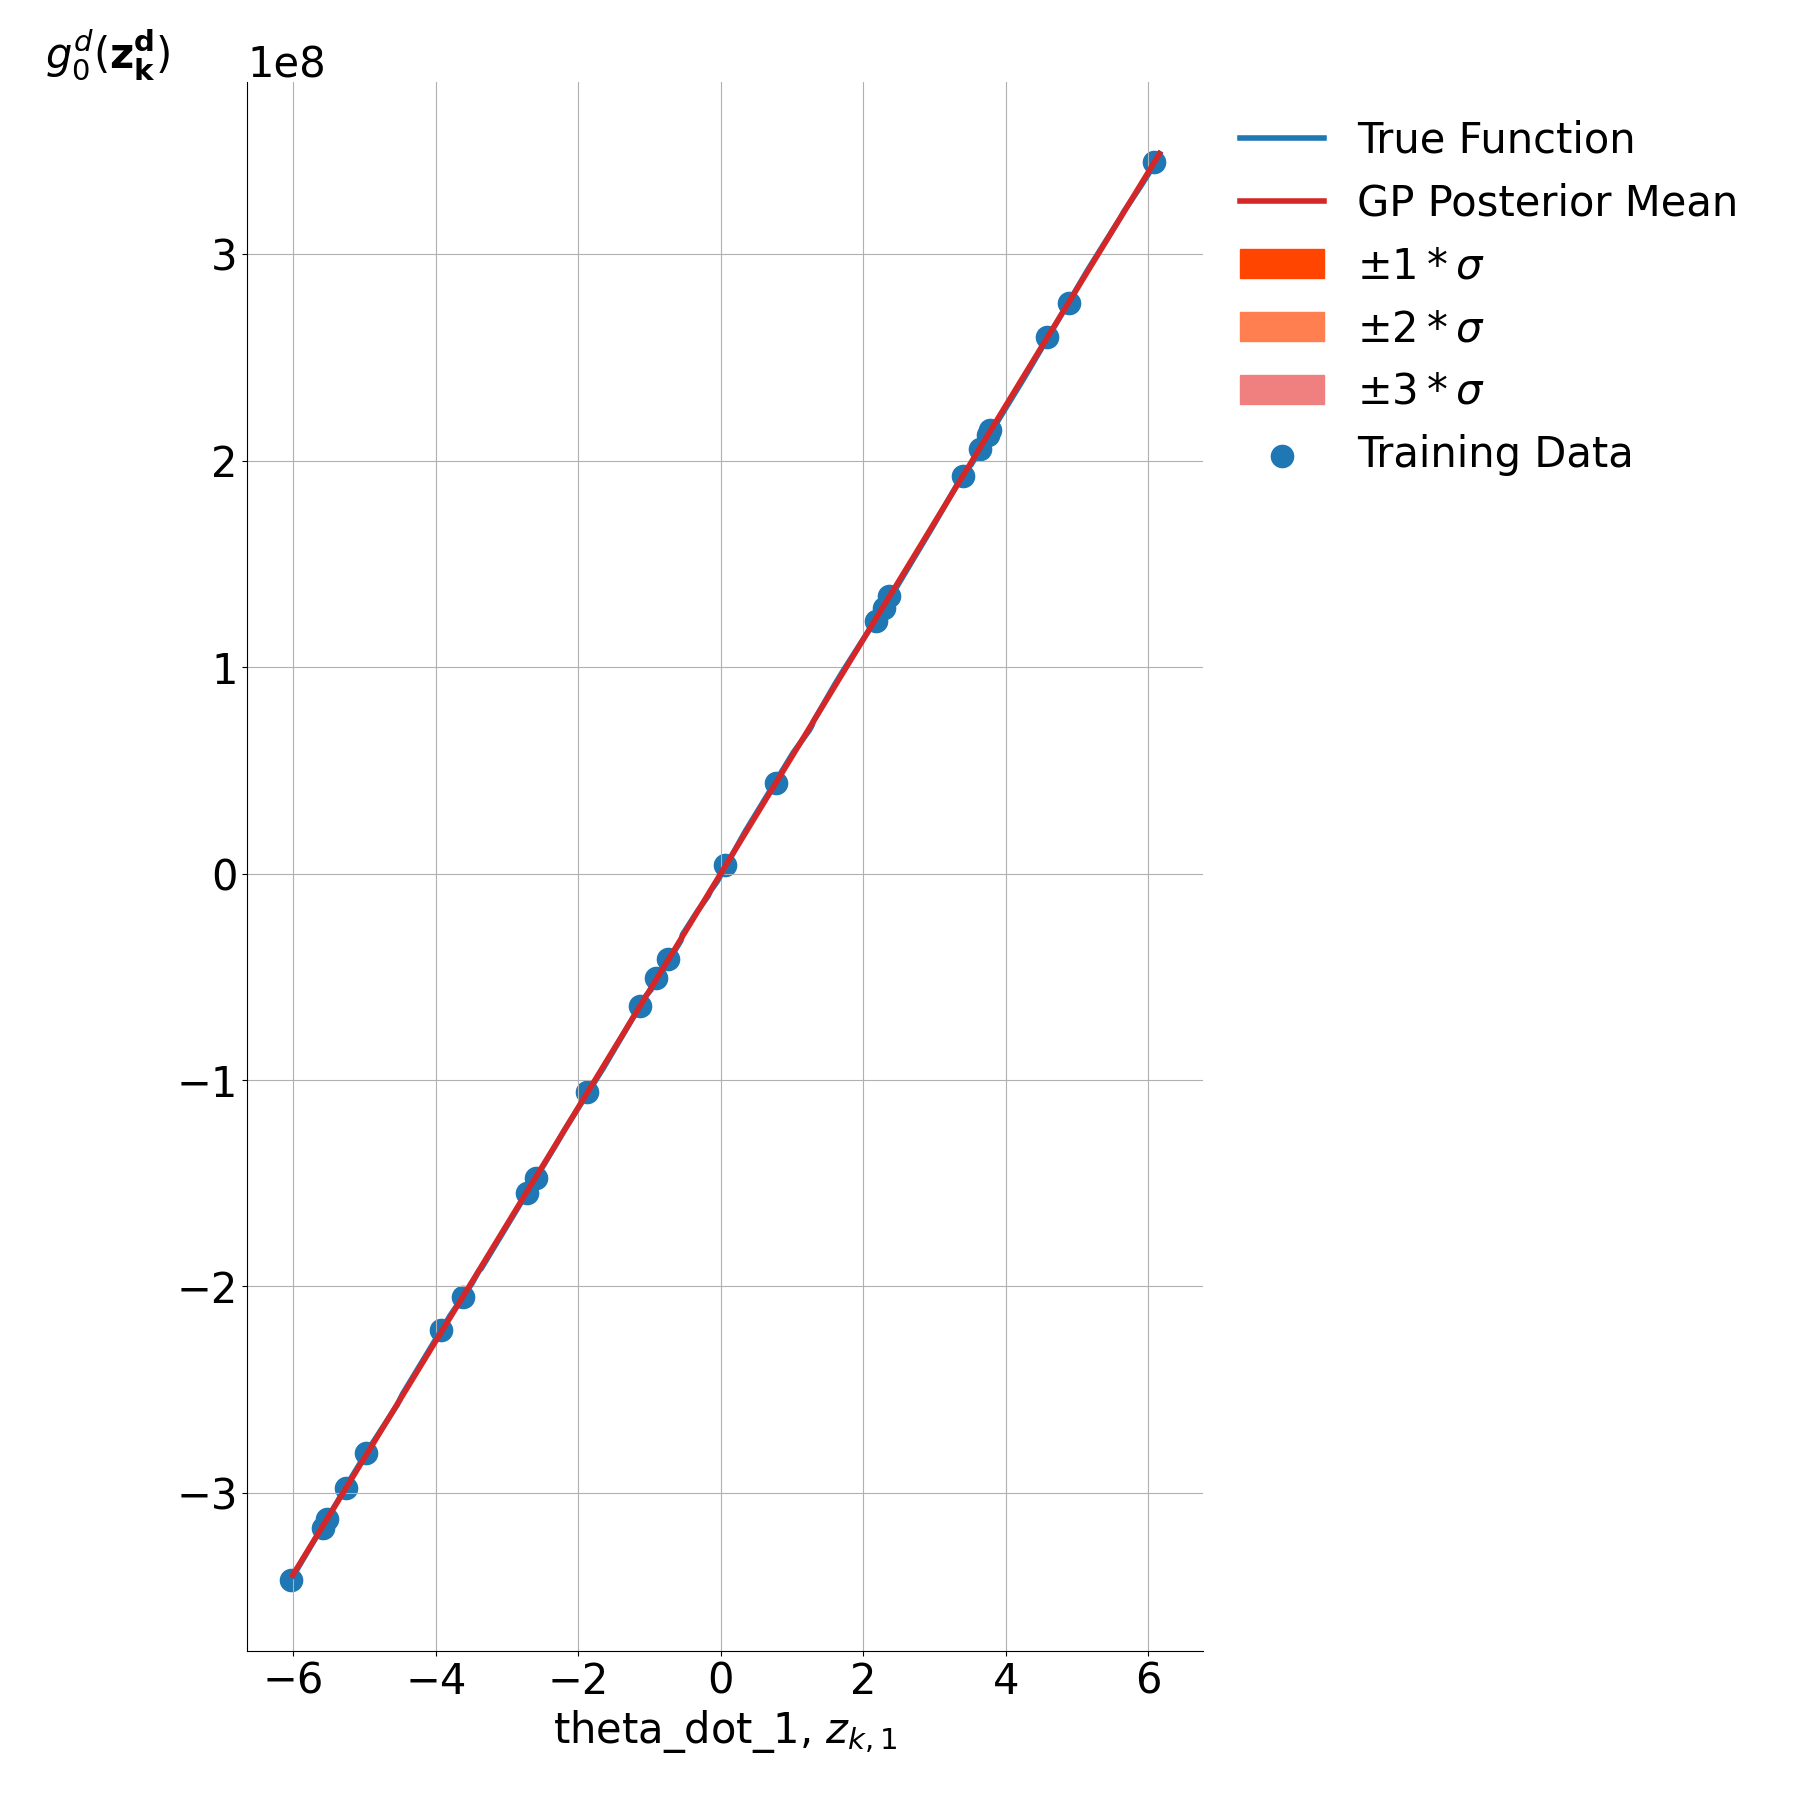 g_0^d(z_k^d)
1e8
True Function
GP Posterior Mean
±1 * σ
±2 * σ
±3 * σ
Training Data
3
2
1
0
−1
−2
−3
−6 −4 −2 0 2 4 6
theta_dot_1, z_{k,1}